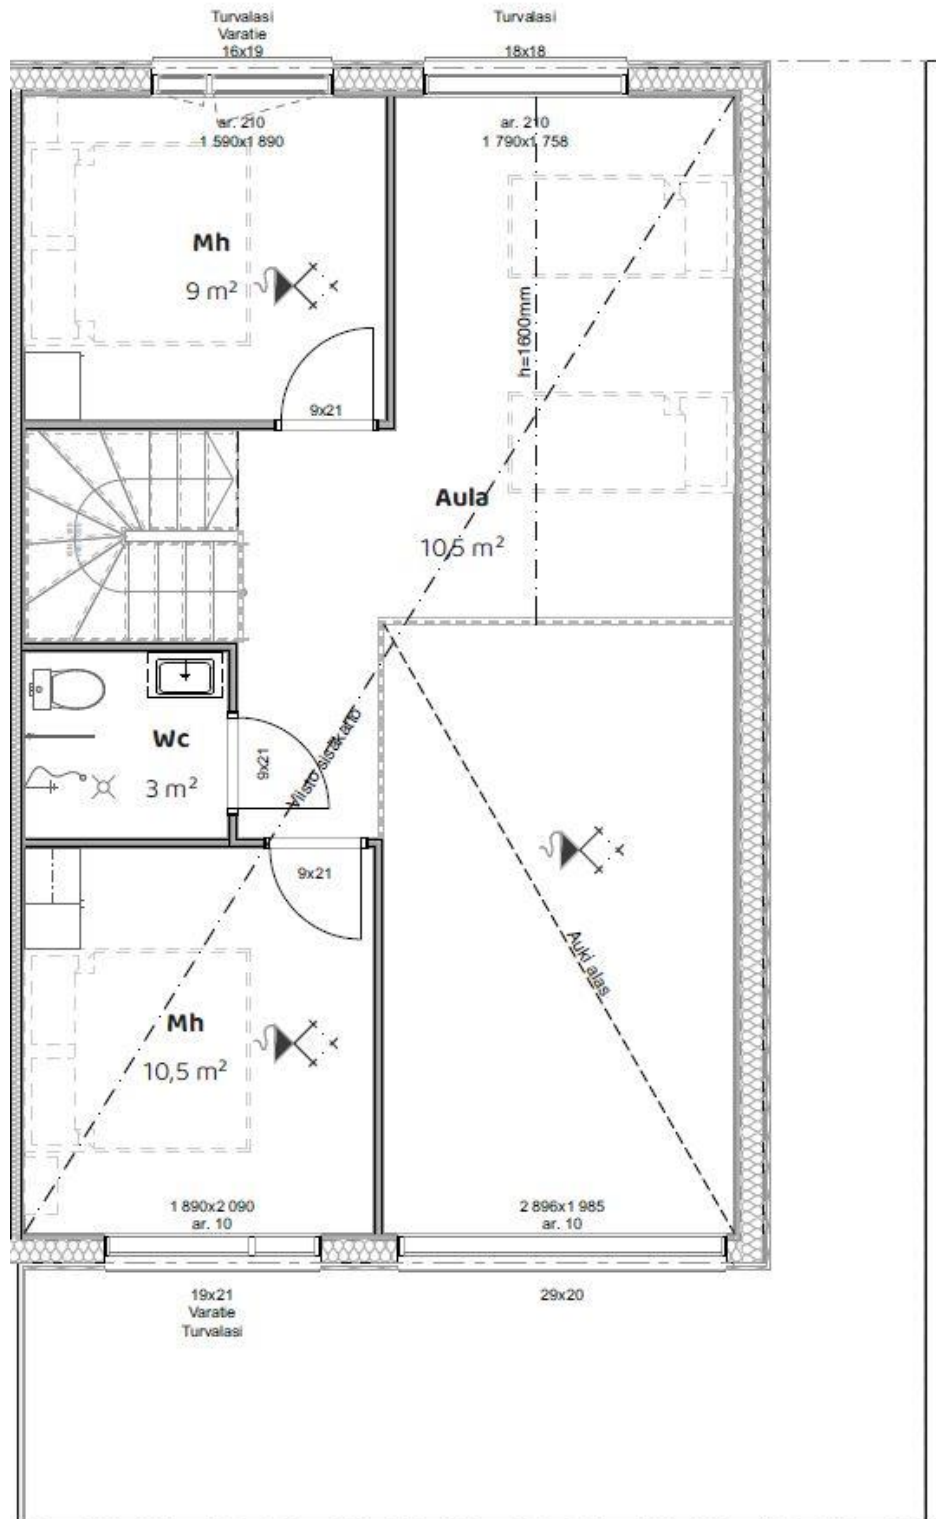 Turvalasi
Varatie
16x19
Turvalasi
18x18
ar. 210
1 590x1 890
ar. 210
1 790x1 758
Mh
9 m²
h=1600mm
9x21
Aula
10,5 m²
Wc
3 m²
9x21
Viisto sisäkatto
9x21
Auki alas
Mh
10,5 m²
1 890x2 090
ar. 10
2 896x1 985
ar. 10
19x21
Varatie
Turvalasi
29x20